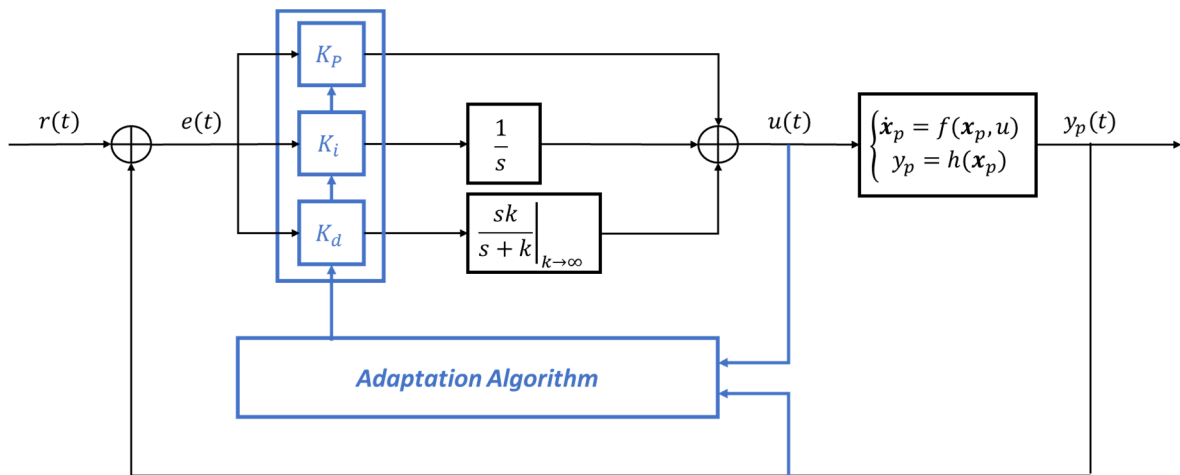 K_P
r(t)
e(t)
K_i
1/s
u(t)
{ẋ_p = f(x_p, u)
y_p = h(x_p)
y_p(t)
K_d
sk/(s + k)|_{k→∞}
Adaptation Algorithm